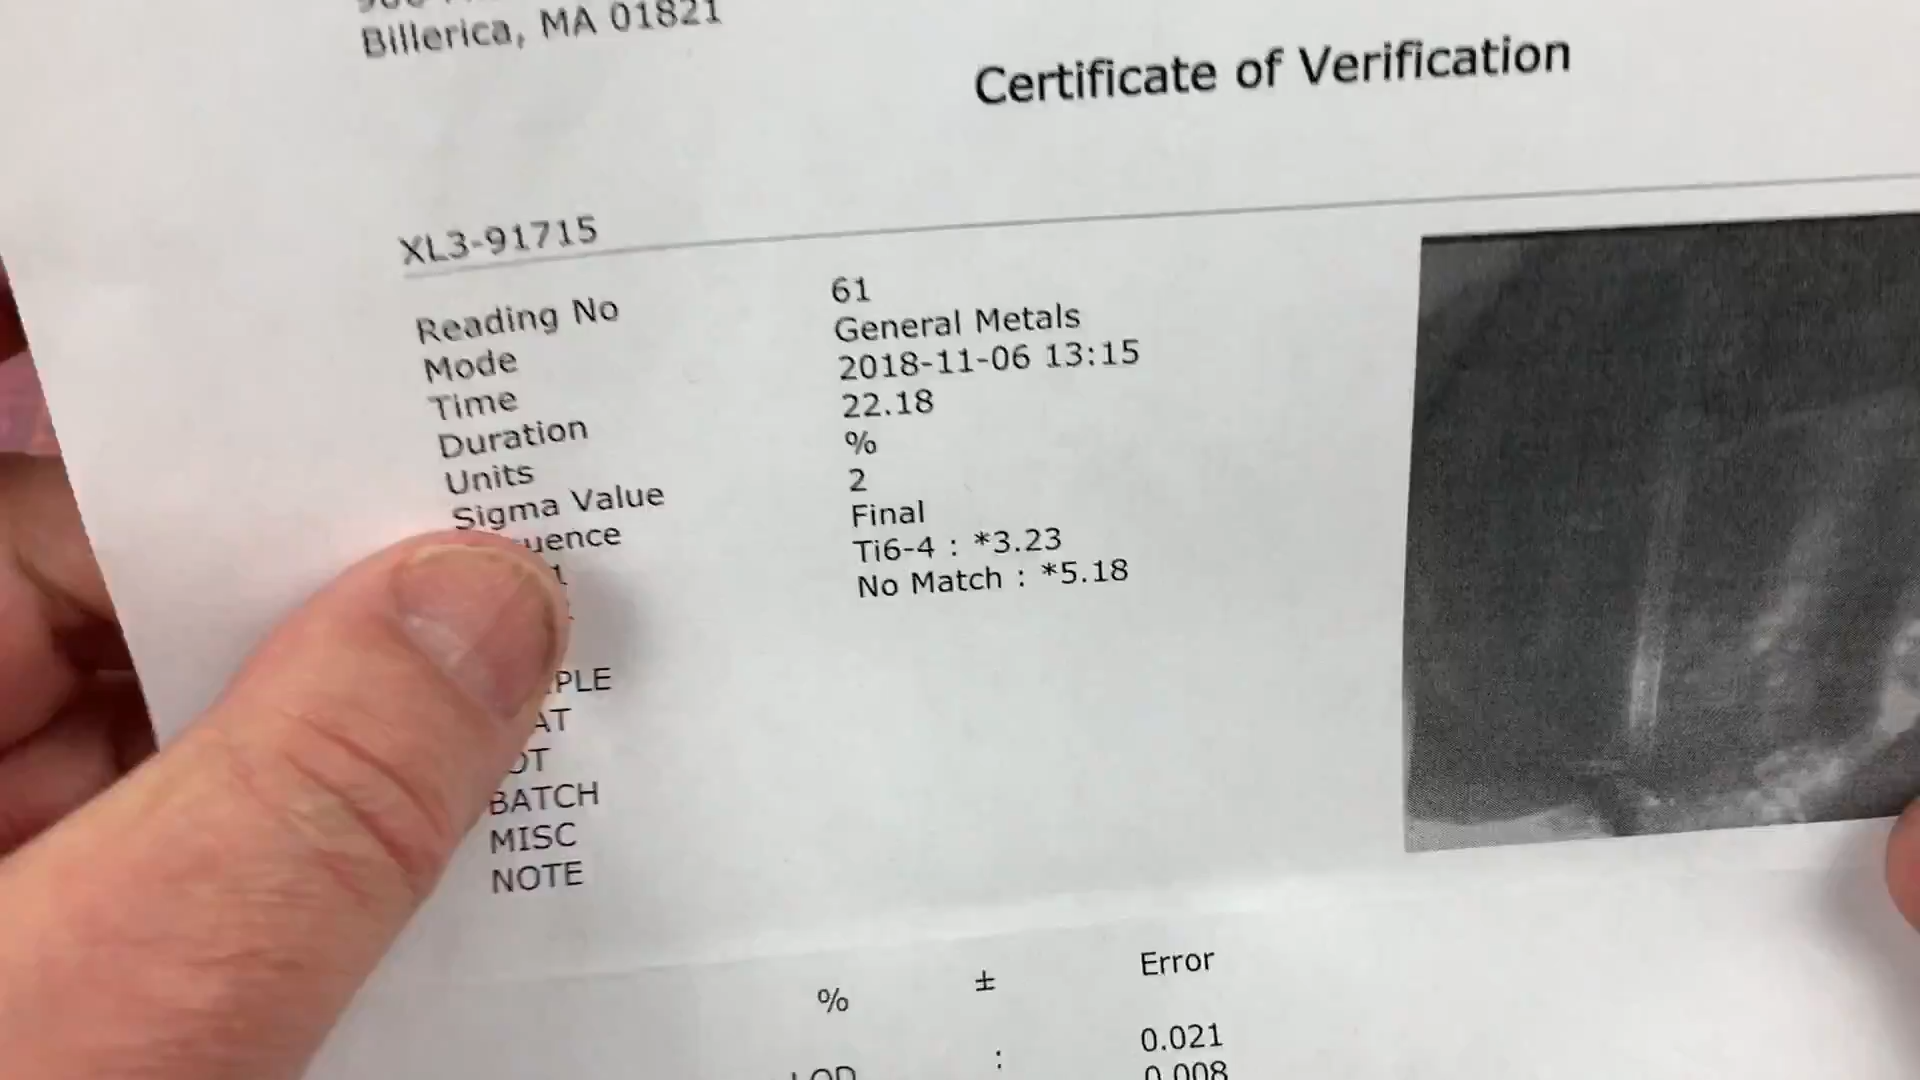 Billerica, MA 01821
Certificate of Verification
XL3-91715
Reading No 61
Mode General Metals
Time 2018-11-06 13:15
Duration 22.18
Units %
Sigma Value 2
uence Final
1 Ti6-4 : *3.23
No Match : *5.18
PLE
AT
OT
BATCH
MISC
NOTE
% ± Error
: 0.021
LOD 0.008